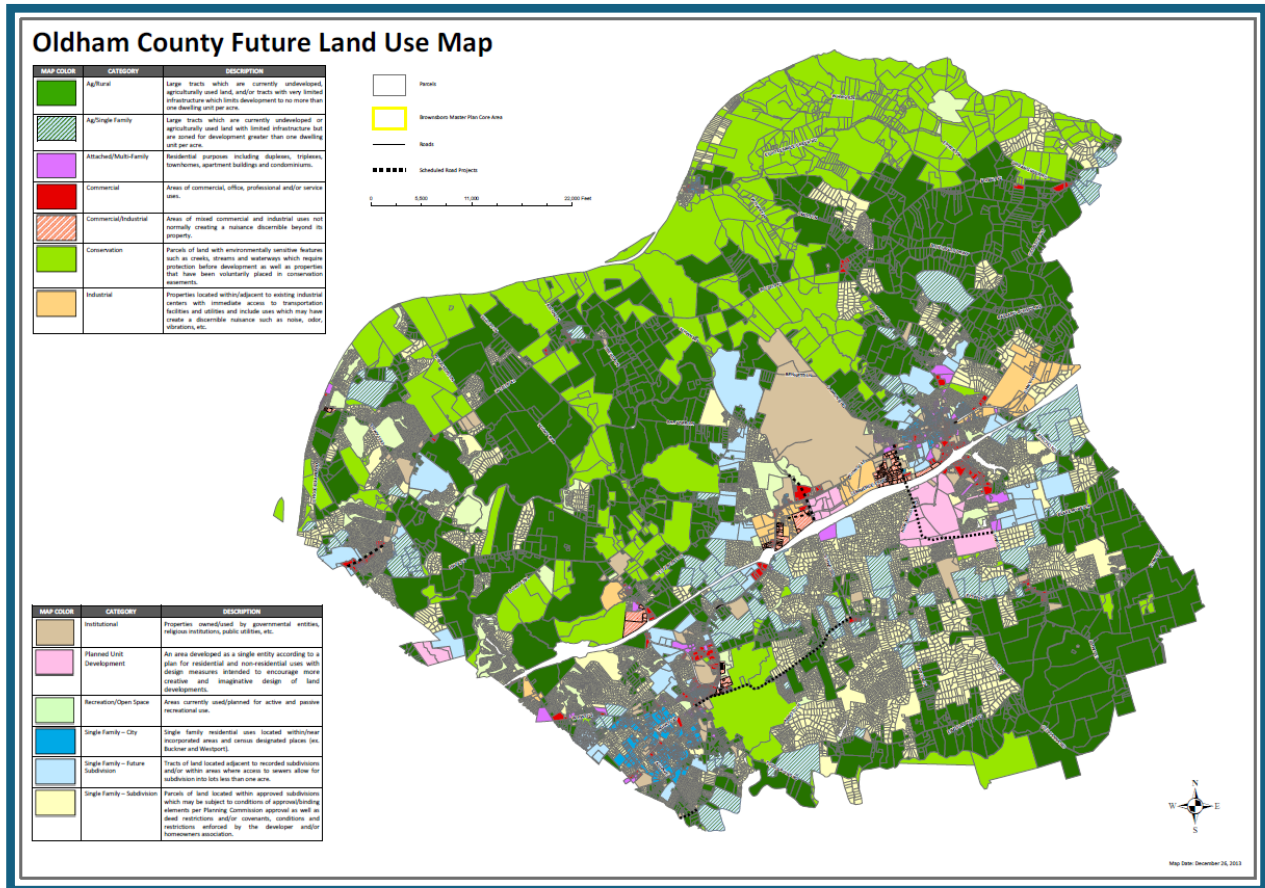 Oldham County Future Land Use Map
MAP COLOR CATEGORY DESCRIPTION
Ag/Rural
Large tracts which are currently undeveloped,
agriculturally used land, and/or tracts with very limited
infrastructure which limits development to no more than
one dwelling unit per acre.
Ag/Single Family
Large tracts which are currently undeveloped or
agriculturally used land with limited infrastructure but
are zoned for development greater than one dwelling
unit per acre.
Attached/Multi-Family
Residential purposes including duplexes, triplexes,
townhomes, apartment buildings and condominiums.
Commercial
Areas of commercial, office, professional and/or service
uses.
Commercial/Industrial
Areas of mixed commercial and industrial uses not
normally creating a nuisance discernible beyond its
property.
Conservation
Parcels of land with environmentally sensitive features
such as creeks, streams and waterways which require
protection before development as well as properties
that have been voluntarily placed in conservation
easements.
Industrial
Properties located within/adjacent to existing industrial
centers with immediate access to transportation
facilities and utilities and include uses which may have
create a discernible nuisance such as noise, odor,
vibrations, etc.
Parcels
Brownsboro Master Plan Core Area
Roads
Scheduled Road Projects
0 5,500 11,000 22,000 Feet
MAP COLOR CATEGORY DESCRIPTION
Institutional
Properties owned/used by governmental entities,
religious institutions, public utilities, etc.
Planned Unit
Development
An area developed as a single entity according to a
plan for residential and non-residential uses with
design measures intended to encourage more
creative and imaginative design of land
developments.
Recreation/Open Space
Areas currently used/planned for active and passive
recreational use.
Single Family – City
Single family residential uses located within/near
incorporated areas and census designated places (ex.
Buckner and Westport).
Single Family – Future
Subdivision
Tracts of land located adjacent to recorded subdivisions
and/or within areas where access to sewers allow for
subdivision into lots less than one acre.
Single Family – Subdivision
Parcels of land located within approved subdivisions
which may be subject to conditions of approval/binding
elements per Planning Commission approval as well as
deed restrictions and/or covenants, conditions and
restrictions enforced by the developer and/or
homeowners association.
N
W E
S
Map Date: December 26, 2013